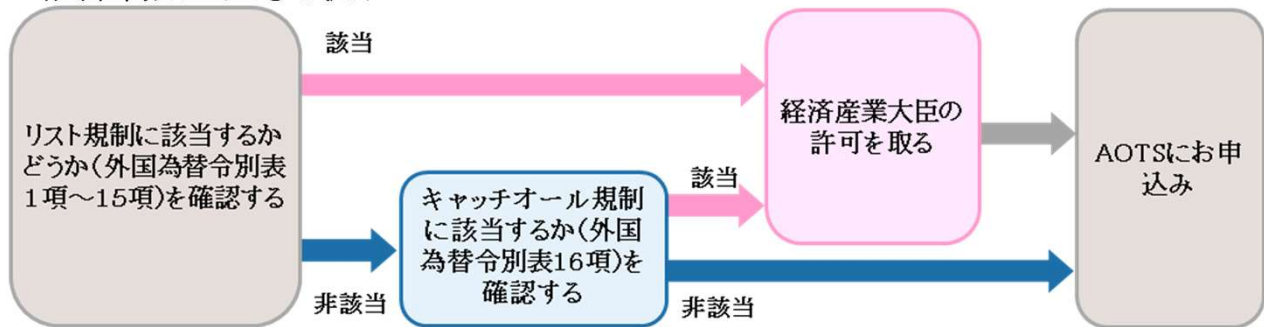 該当
リスト規制に該当するか
どうか(外国為替令別表
1項～15項)を確認する
非該当
キャッチオール規制
に該当するか(外国
為替令別表16項)を
確認する
該当
非該当
経済産業大臣の
許可を取る
AOTSにお申
込み